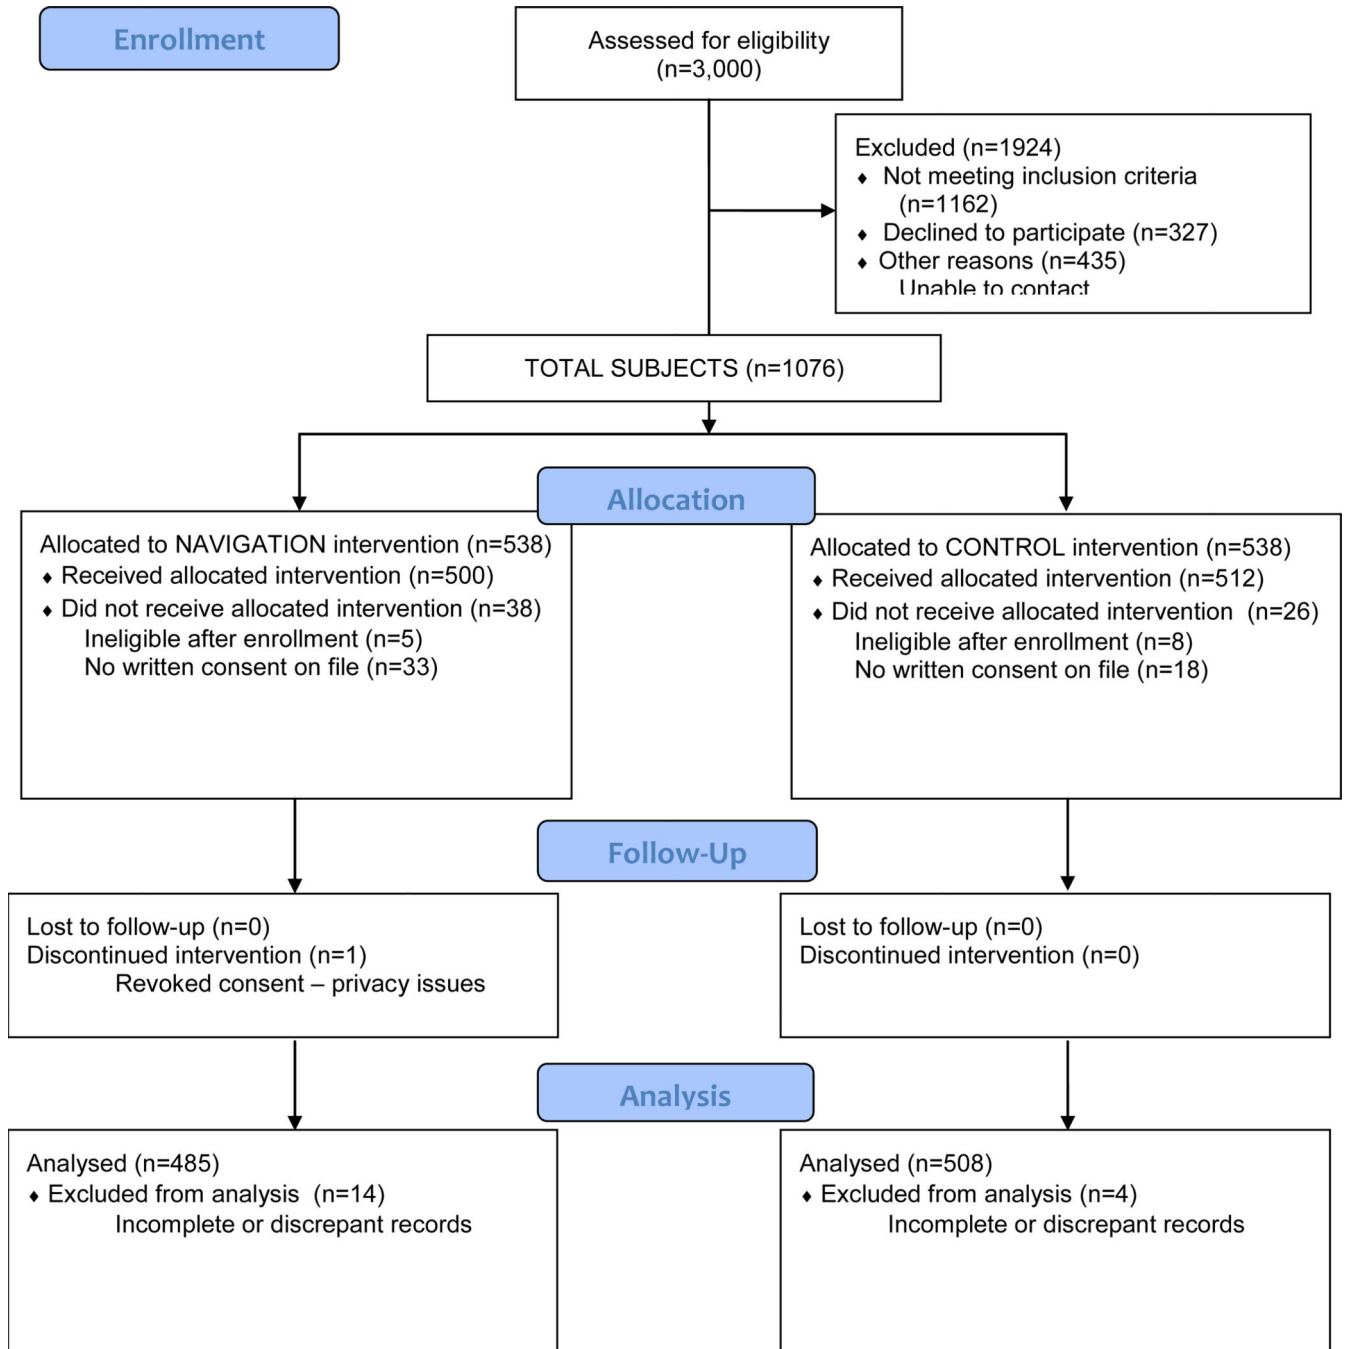 Enrollment
Assessed for eligibility
(n=3,000)
Excluded (n=1924)
♦ Not meeting inclusion criteria
(n=1162)
♦ Declined to participate (n=327)
♦ Other reasons (n=435)
Unable to contact
TOTAL SUBJECTS (n=1076)
Allocation
Allocated to NAVIGATION intervention (n=538)
♦ Received allocated intervention (n=500)
♦ Did not receive allocated intervention (n=38)
Ineligible after enrollment (n=5)
No written consent on file (n=33)
Allocated to CONTROL intervention (n=538)
♦ Received allocated intervention (n=512)
♦ Did not receive allocated intervention (n=26)
Ineligible after enrollment (n=8)
No written consent on file (n=18)
Follow-Up
Lost to follow-up (n=0)
Discontinued intervention (n=1)
Revoked consent – privacy issues
Lost to follow-up (n=0)
Discontinued intervention (n=0)
Analysis
Analysed (n=485)
♦ Excluded from analysis (n=14)
Incomplete or discrepant records
Analysed (n=508)
♦ Excluded from analysis (n=4)
Incomplete or discrepant records